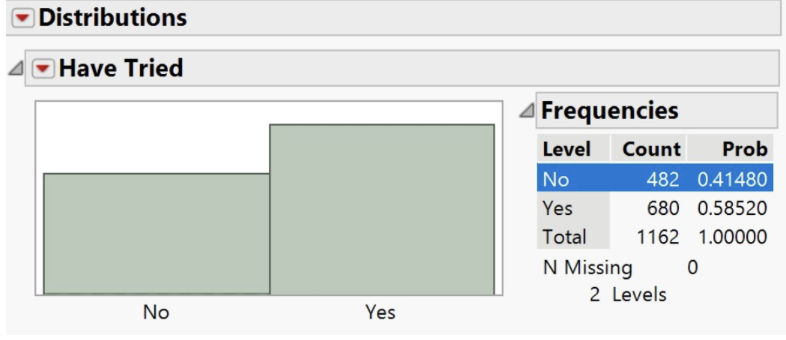 Distributions
Have Tried
No Yes
Frequencies
Level Count Prob
No 482 0.41480
Yes 680 0.58520
Total 1162 1.00000
N Missing 0
2 Levels